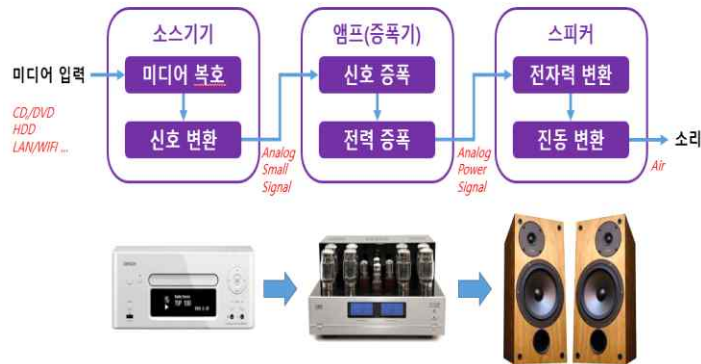 소스기기
앰프(증폭기)
스피커
미디어 입력
미디어 복호
신호 증폭
전자력 변환
CD/DVD
HDD
LAN/WIFI ...
신호 변환
전력 증폭
진동 변환
소리
Analog
Small
Signal
Analog
Power
Signal
Air